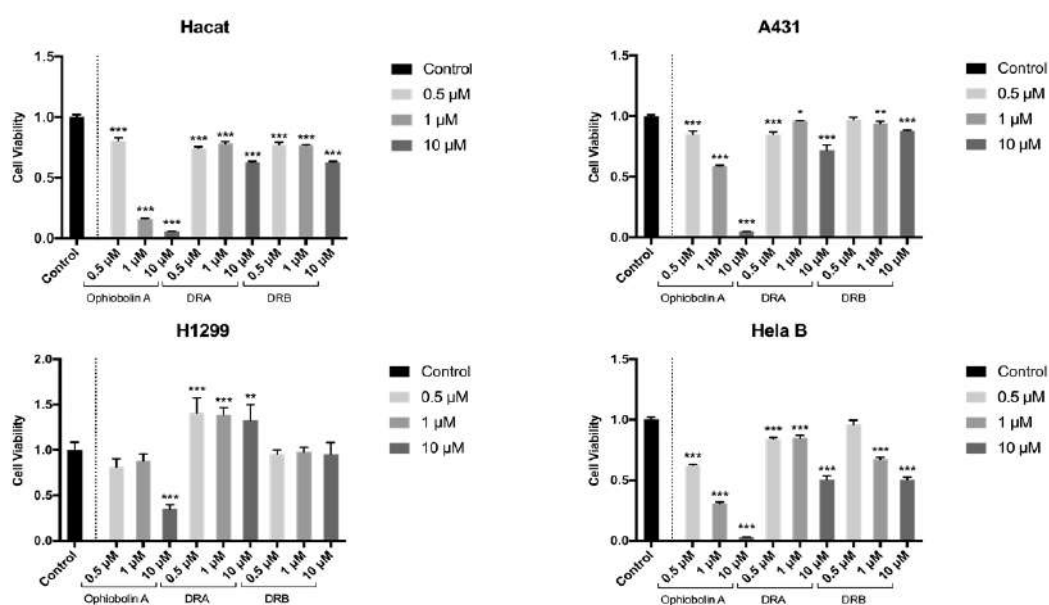 Hacat
Cell Viability
1.5
1.0
0.5
0.0
*** *** *** *** *** *** *** *** ***
Control 0.5 µM 1 µM 10 µM 0.5 µM 1 µM 10 µM 0.5 µM 1 µM 10 µM
Ophiobolin A DRA DRB
Control
0.5 µM
1 µM
10 µM
A431
Cell Viability
1.5
1.0
0.5
0.0
*** *** *** *** * *** ** ***
Control 0.5 µM 1 µM 10 µM 0.5 µM 1 µM 10 µM 0.5 µM 1 µM 10 µM
Ophiobolin A DRA DRB
Control
0.5 µM
1 µM
10 µM
H1299
Cell Viability
2.0
1.5
1.0
0.5
0.0
*** *** *** **
Control 0.5 µM 1 µM 10 µM 0.5 µM 1 µM 10 µM 0.5 µM 1 µM 10 µM
Ophiobolin A DRA DRB
Control
0.5 µM
1 µM
10 µM
Hela B
Cell Viability
1.5
1.0
0.5
0.0
*** *** *** *** *** *** *** ***
Control 0.5 µM 1 µM 10 µM 0.5 µM 1 µM 10 µM 0.5 µM 1 µM 10 µM
Ophiobolin A DRA DRB
Control
0.5 µM
1 µM
10 µM